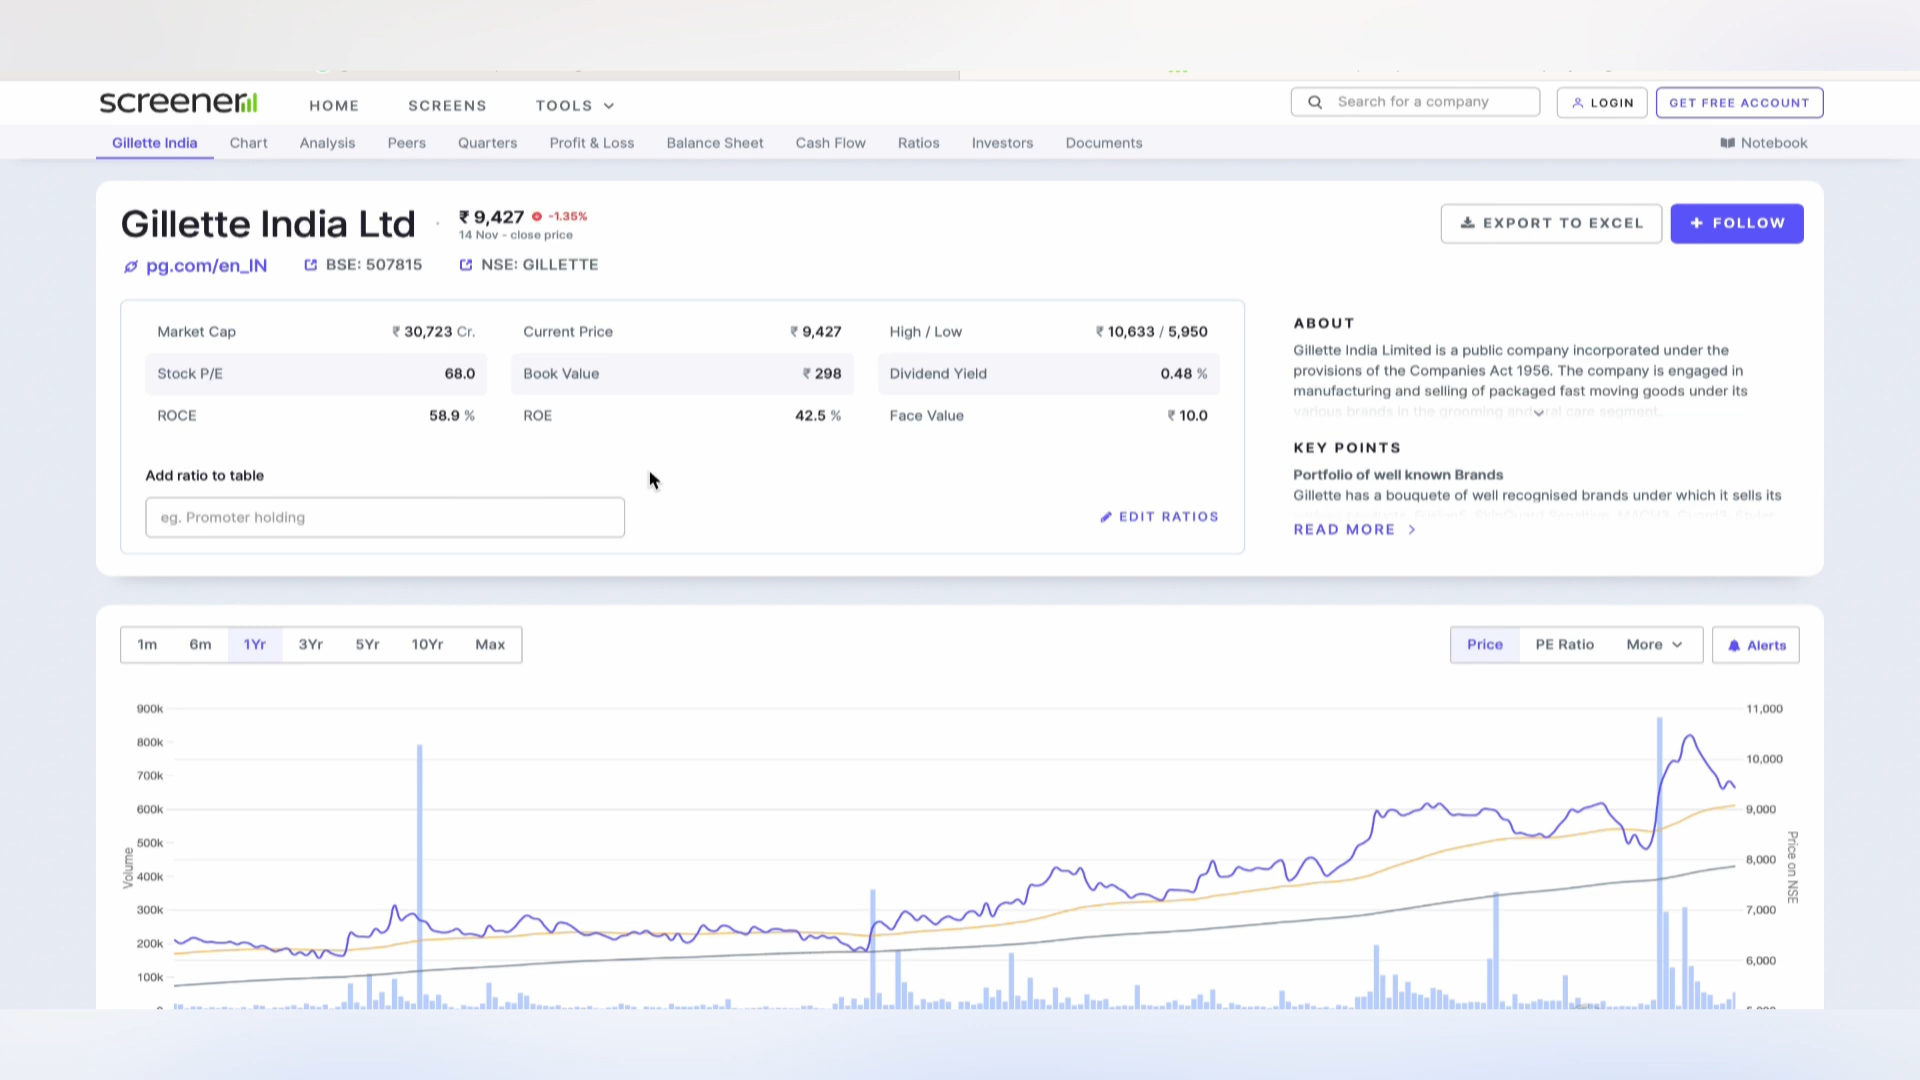 screener
HOME
SCREENS
TOOLS
Search for a company
LOGIN
GET FREE ACCOUNT
Gillette India
Chart
Analysis
Peers
Quarters
Profit & Loss
Balance Sheet
Cash Flow
Ratios
Investors
Documents
Notebook
Gillette India Ltd
₹ 9,427 -1.35%
14 Nov - close price
EXPORT TO EXCEL
+ FOLLOW
pg.com/en_IN
BSE: 507815
NSE: GILLETTE
Market Cap ₹ 30,723 Cr.
Current Price ₹ 9,427
High / Low ₹ 10,633 / 5,950
Stock P/E 68.0
Book Value ₹ 298
Dividend Yield 0.48 %
ROCE 58.9 %
ROE 42.5 %
Face Value ₹ 10.0
Add ratio to table
eg. Promoter holding
EDIT RATIOS
ABOUT
Gillette India Limited is a public company incorporated under the
provisions of the Companies Act 1956. The company is engaged in
manufacturing and selling of packaged fast moving goods under its
various brands in the grooming and oral care segment.
KEY POINTS
Portfolio of well known Brands
Gillette has a bouquete of well recognised brands under which it sells its
READ MORE
1m
6m
1Yr
3Yr
5Yr
10Yr
Max
Price
PE Ratio
More
Alerts
900k
800k
700k
600k
500k
400k
300k
200k
100k
Volume
11,000
10,000
9,000
8,000
7,000
6,000
Price on NSE